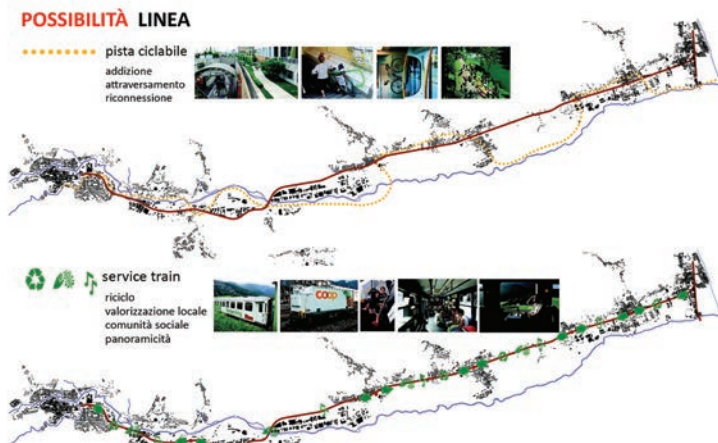 POSSIBILITÀ LINEA
pista ciclabile
addizione
attraversamento
riconnessione
service train
riciclo
valorizzazione locale
comunità sociale
panoramicità
coop